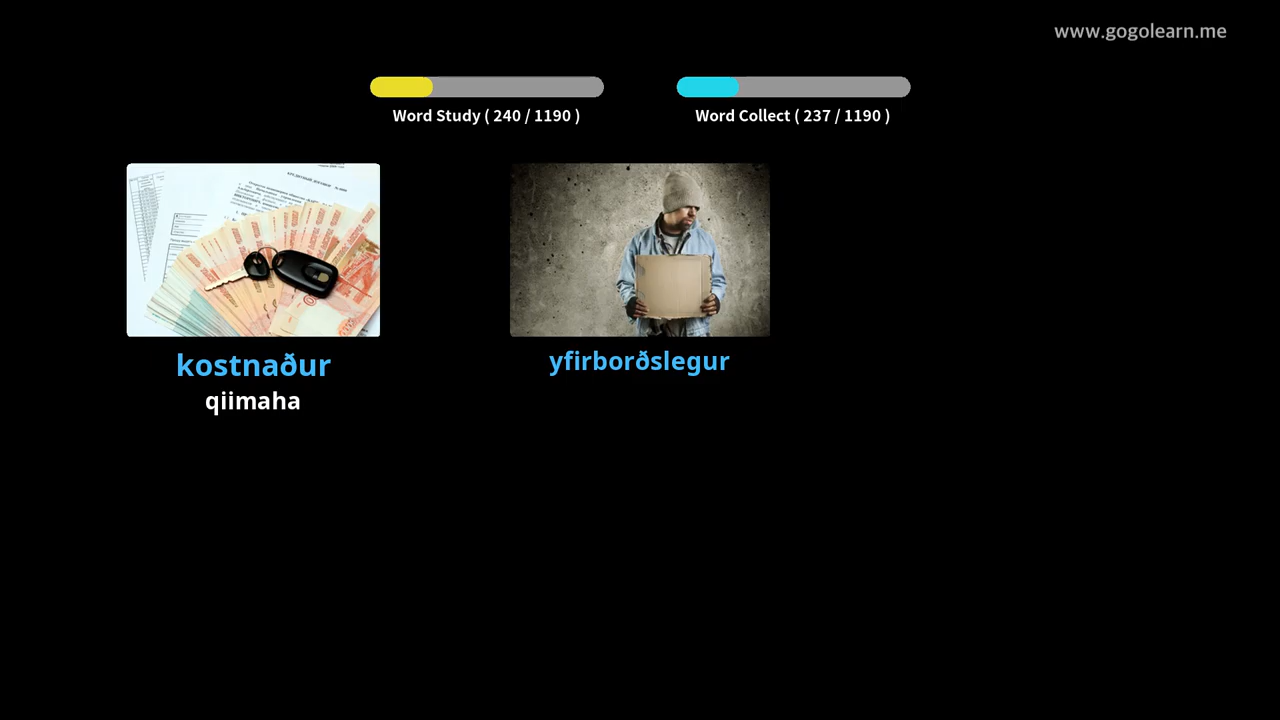 www.gogolearn.me
Word Study ( 240 / 1190 )
Word Collect ( 237 / 1190 )
kostnaður
qiimaha
yfirborðslegur